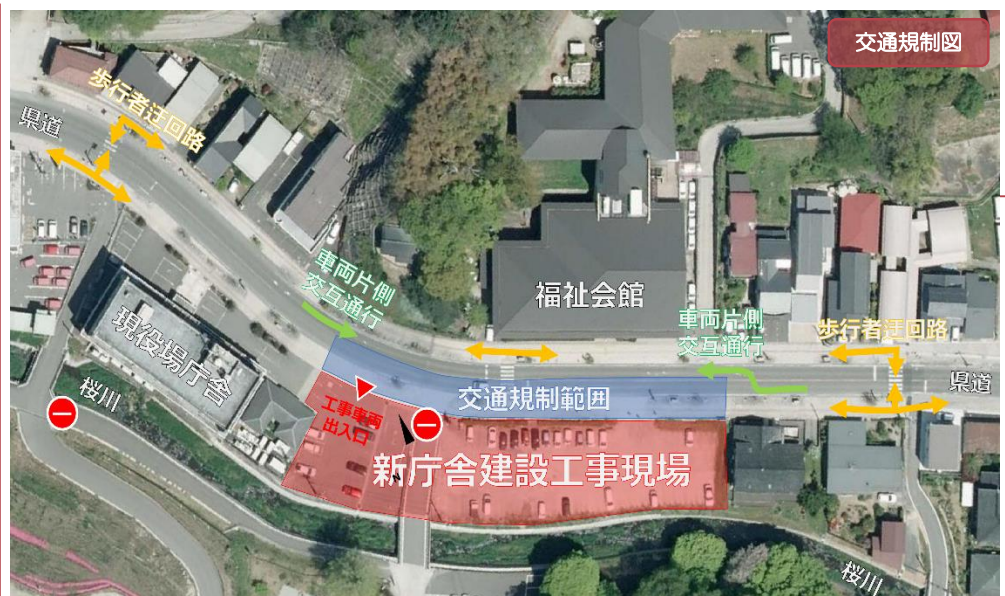 交通規制図
歩行者迂回路
県道
車両片側
交互通行
福祉会館
車両片側
交互通行
歩行者迂回路
県道
現役場庁舎
桜川
交通規制範囲
工事車両
出入口
新庁舎建設工事現場
桜川